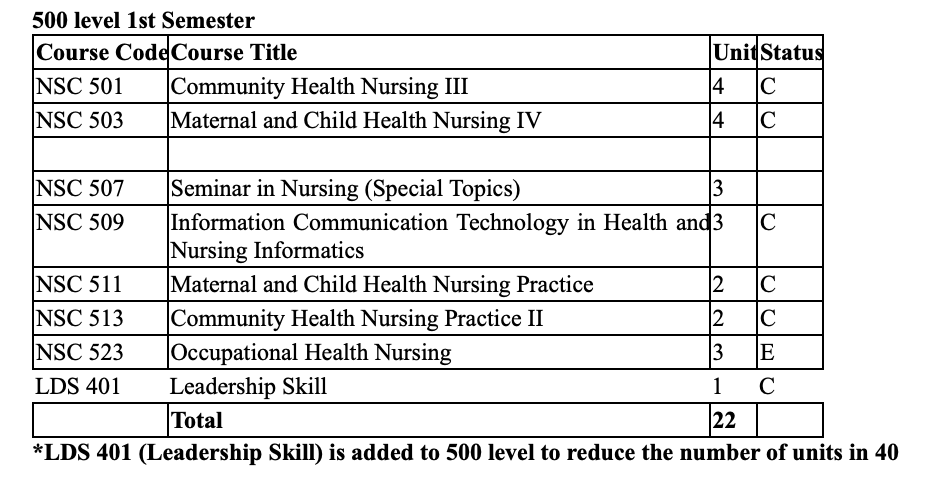 500 level 1st Semester
Course Code Course Title Unit Status
NSC 501 Community Health Nursing III 4 C
NSC 503 Maternal and Child Health Nursing IV 4 C
NSC 507 Seminar in Nursing (Special Topics) 3
NSC 509 Information Communication Technology in Health and 3 C
Nursing Informatics
NSC 511 Maternal and Child Health Nursing Practice 2 C
NSC 513 Community Health Nursing Practice II 2 C
NSC 523 Occupational Health Nursing 3 E
LDS 401 Leadership Skill 1 C
Total 22
*LDS 401 (Leadership Skill) is added to 500 level to reduce the number of units in 40